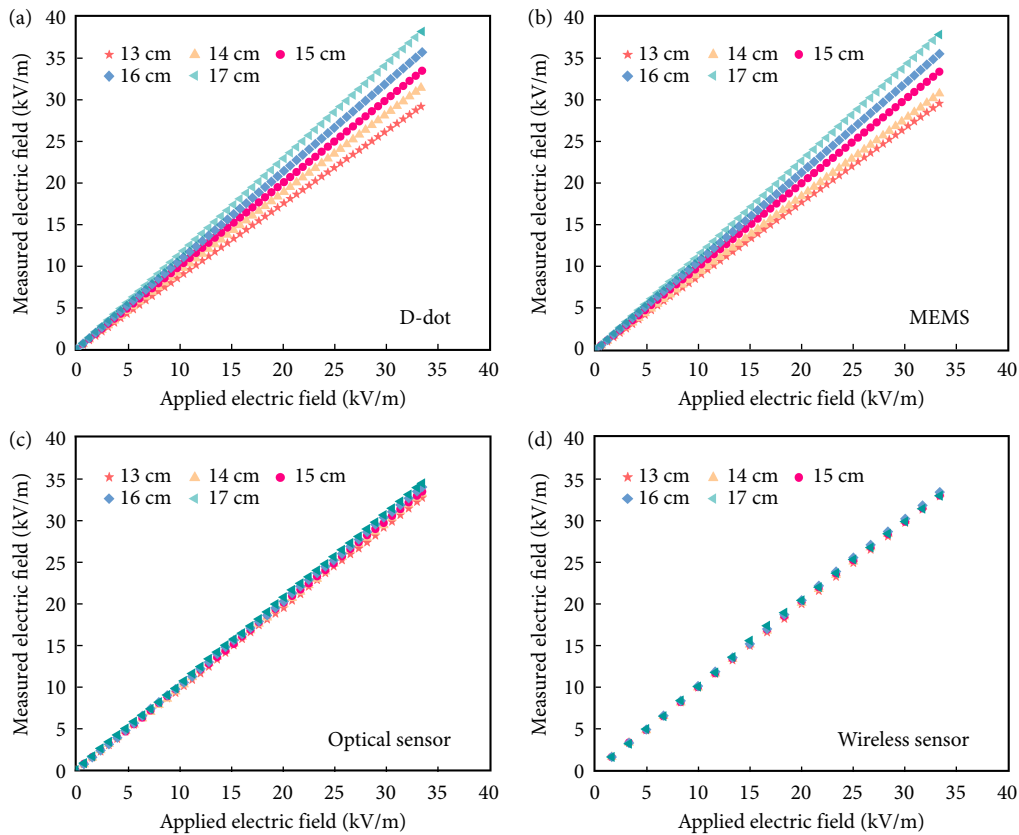 (a)
40
35
30
25
20
15
10
5
0
Measured electric field (kV/m)
13 cm 14 cm 15 cm
16 cm 17 cm
D-dot
0 5 10 15 20 25 30 35 40
Applied electric field (kV/m)
(b)
40
35
30
25
20
15
10
5
0
Measured electric field (kV/m)
13 cm 14 cm 15 cm
16 cm 17 cm
MEMS
0 5 10 15 20 25 30 35 40
Applied electric field (kV/m)
(c)
40
35
30
25
20
15
10
5
0
Measured electric field (kV/m)
13 cm 14 cm 15 cm
16 cm 17 cm
Optical sensor
0 5 10 15 20 25 30 35 40
Applied electric field (kV/m)
(d)
40
35
30
25
20
15
10
5
0
Measured electric field (kV/m)
13 cm 14 cm 15 cm
16 cm 17 cm
Wireless sensor
0 5 10 15 20 25 30 35 40
Applied electric field (kV/m)